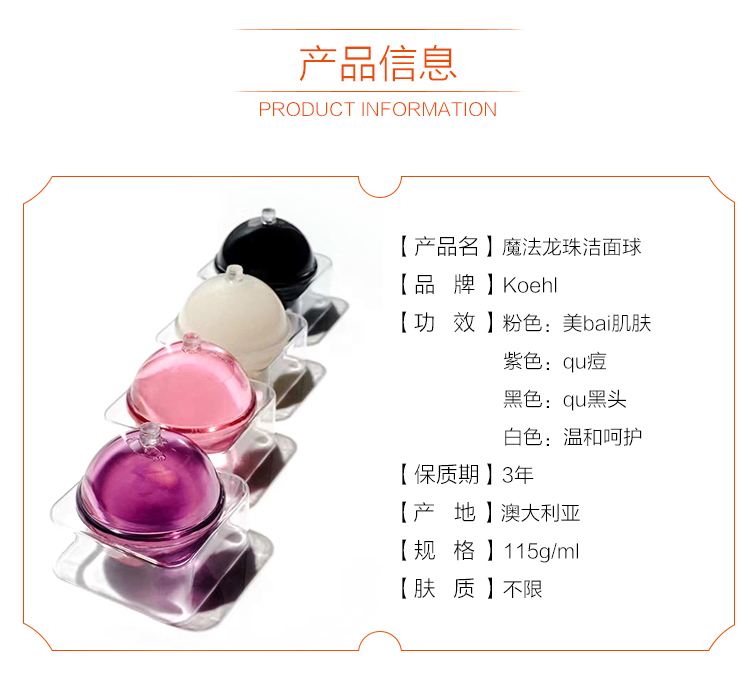 产品信息
PRODUCT INFORMATION
【产品名】魔法龙珠洁面球
【品 牌】Koehl
【功 效】粉色：美bai肌肤
紫色：qu痘
黑色：qu黑头
白色：温和呵护
【保质期】3年
【产 地】澳大利亚
【规 格】115g/ml
【肤 质】不限